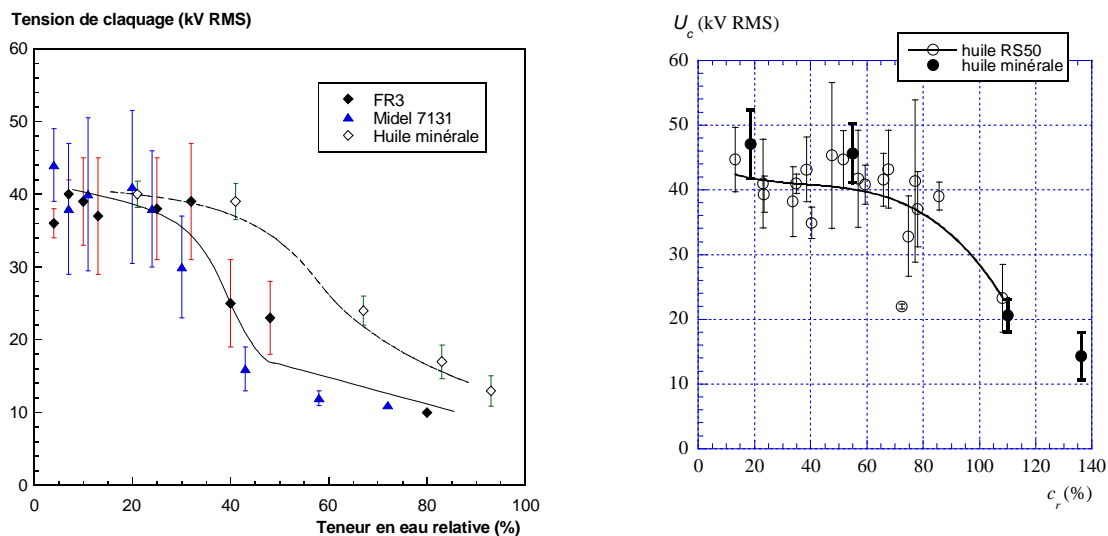 Tension de claquage (kV RMS)
60
50
40
30
20
10
0
0 20 40 60 80 100
Teneur en eau relative (%)
FR3
Midel 7131
Huile minérale
U_c (kV RMS)
huile RS50
huile minérale
60
50
40
30
20
10
0
0 20 40 60 80 100 120 140
c_r (%)